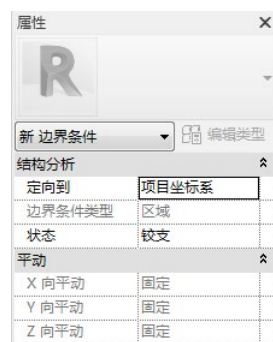 属性
新 边界条件
编辑类型
结构分析
定向到 项目坐标系
边界条件类型 区域
状态 铰支
平动
X 向平动 固定
Y 向平动 固定
Z 向平动 固定